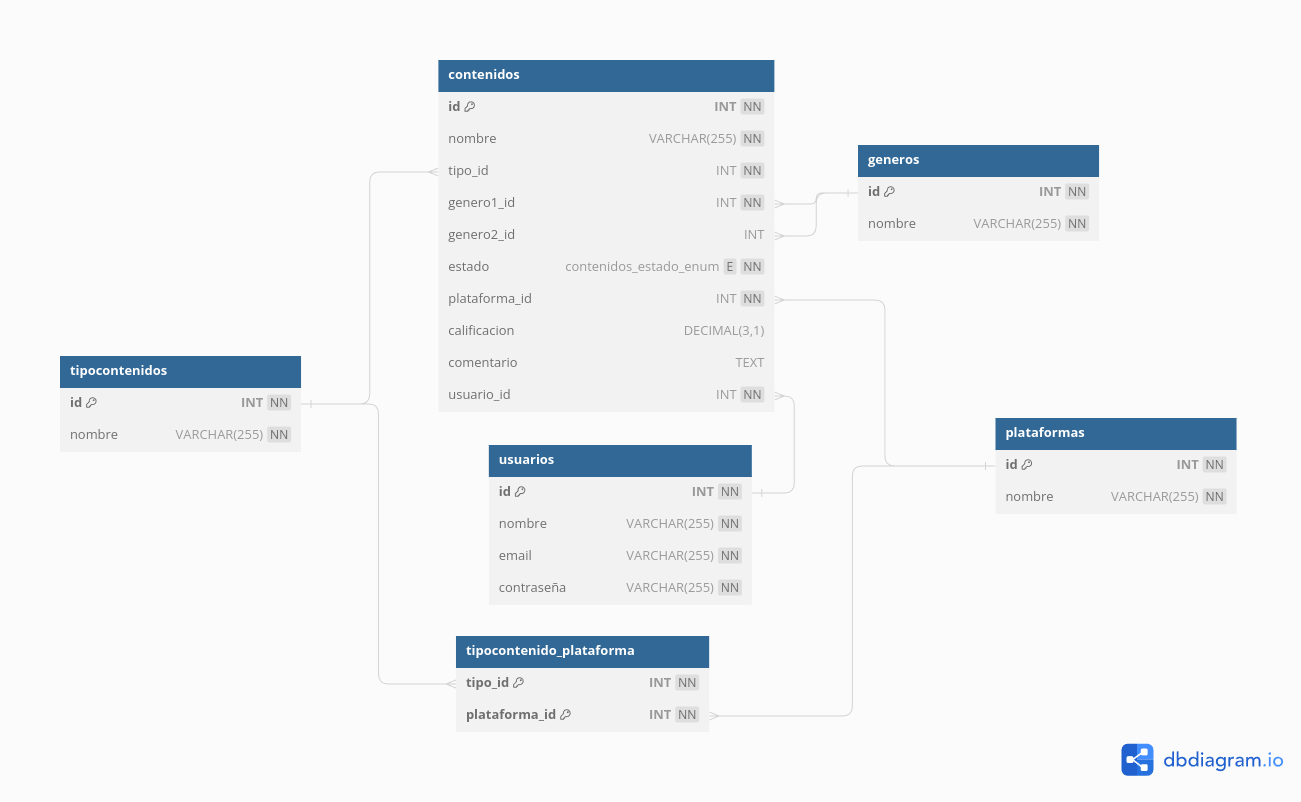 contenidos
id INT NN
nombre VARCHAR(255) NN
tipo_id INT NN
genero1_id INT NN
genero2_id INT
estado contenidos_estado_enum E NN
plataforma_id INT NN
calificacion DECIMAL(3,1)
comentario TEXT
usuario_id INT NN
generos
id INT NN
nombre VARCHAR(255) NN
tipocontenidos
id INT NN
nombre VARCHAR(255) NN
plataformas
id INT NN
nombre VARCHAR(255) NN
usuarios
id INT NN
nombre VARCHAR(255) NN
email VARCHAR(255) NN
contraseña VARCHAR(255) NN
tipocontenido_plataforma
tipo_id INT NN
plataforma_id INT NN
dbdiagram.io